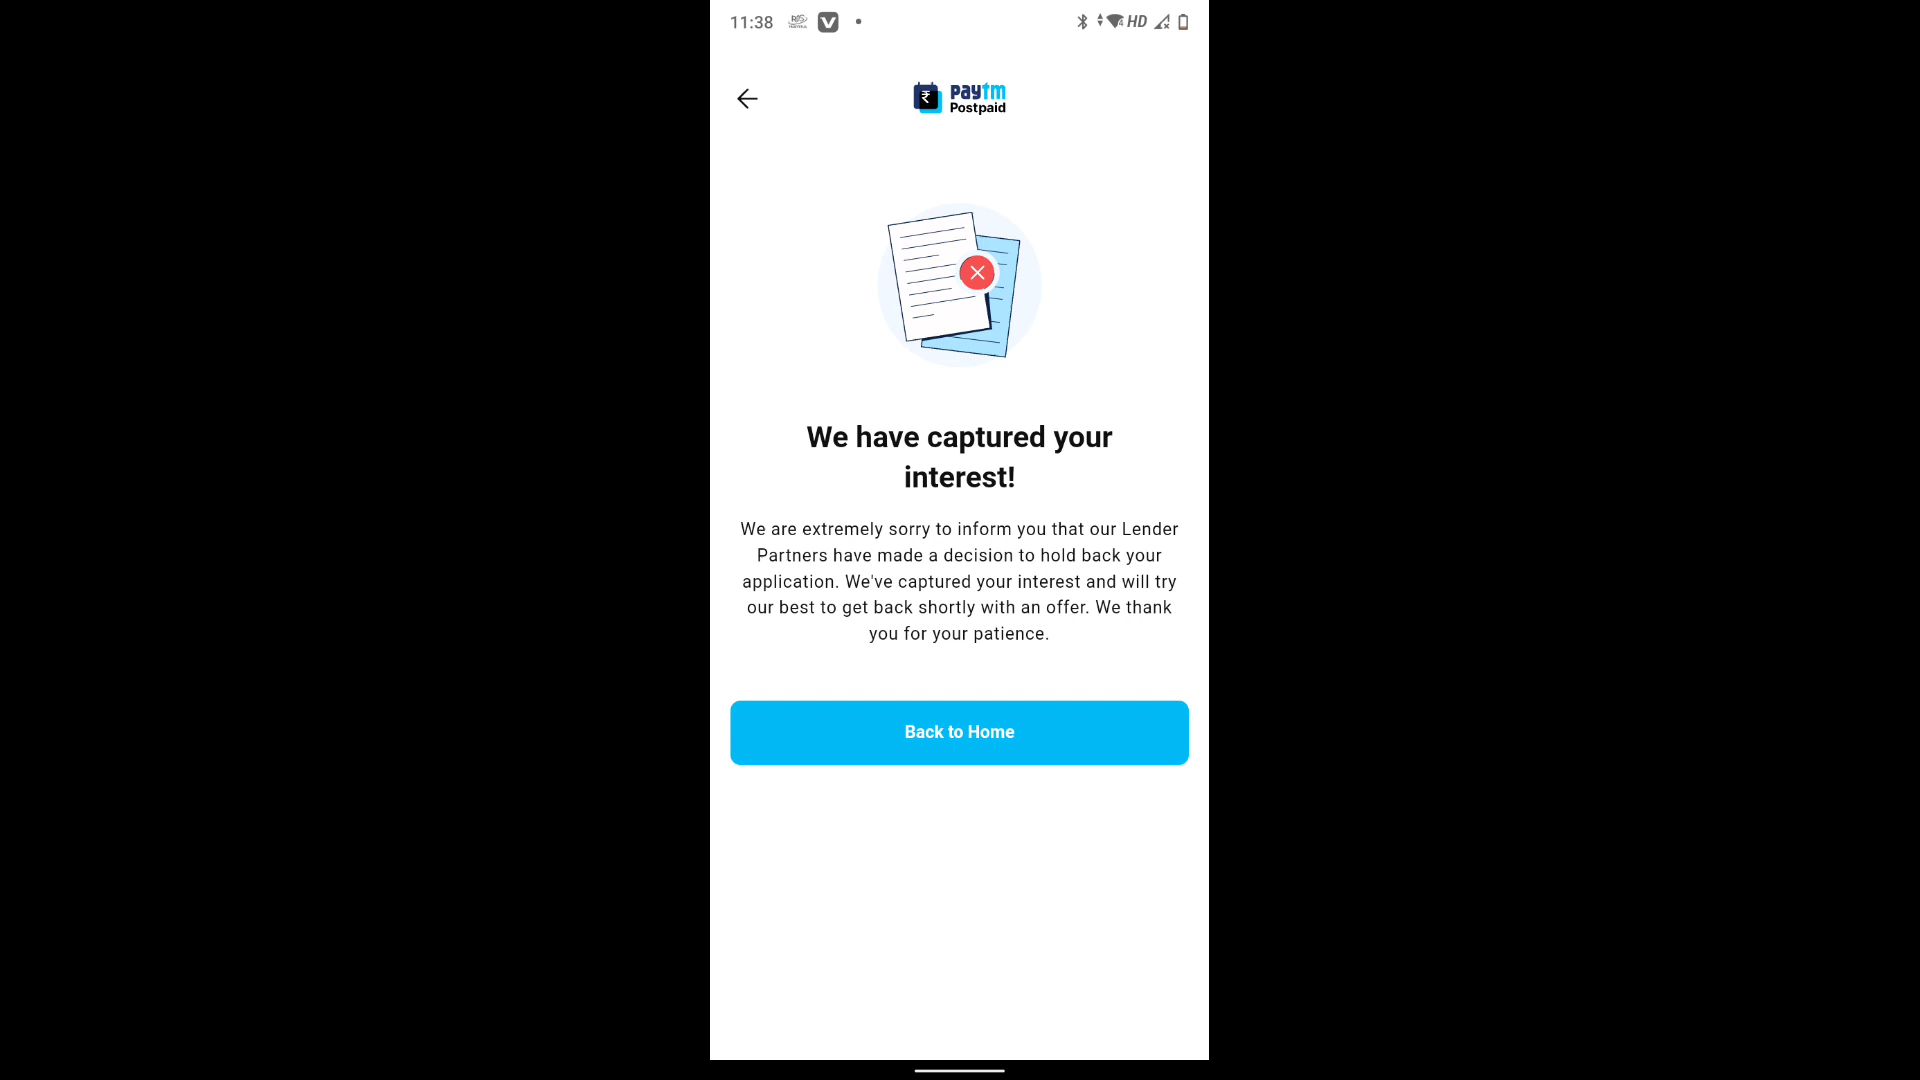 11:38
HD
paytm
Postpaid
We have captured your
interest!
We are extremely sorry to inform you that our Lender
Partners have made a decision to hold back your
application. We've captured your interest and will try
our best to get back shortly with an offer. We thank
you for your patience.
Back to Home